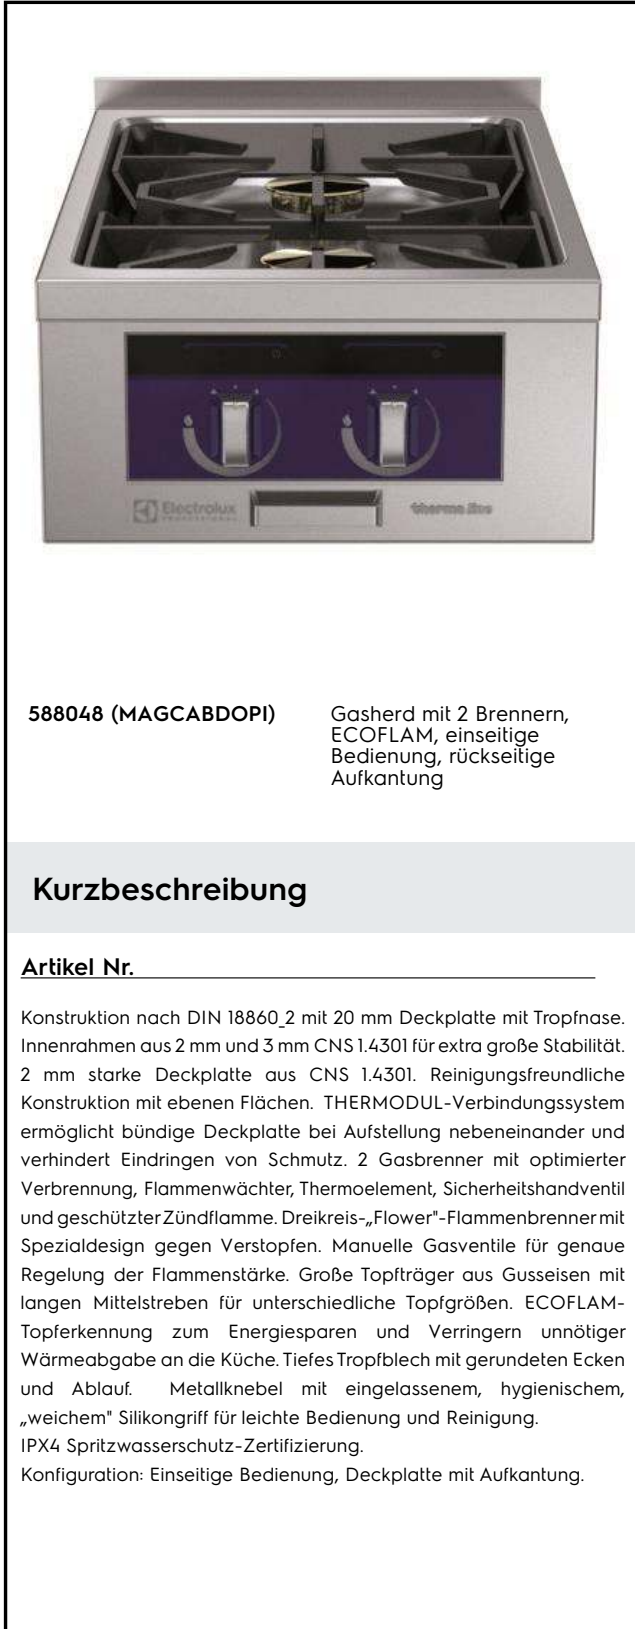 Electrolux
PROFESSIONAL
therma line
588048 (MAGCABDOPI)
Gasherd mit 2 Brennern,
ECOFLAM, einseitige
Bedienung, rückseitige
Aufkantung
Kurzbeschreibung
Artikel Nr.
Konstruktion nach DIN 18860_2 mit 20 mm Deckplatte mit Tropfnase.
Innenrahmen aus 2 mm und 3 mm CNS 1.4301 für extra große Stabilität.
2 mm starke Deckplatte aus CNS 1.4301. Reinigungsfreundliche
Konstruktion mit ebenen Flächen. THERMODUL-Verbindungssystem
ermöglicht bündige Deckplatte bei Aufstellung nebeneinander und
verhindert Eindringen von Schmutz. 2 Gasbrenner mit optimierter
Verbrennung, Flammenwächter, Thermoelement, Sicherheitshandventil
und geschützter Zündflamme. Dreikreis-„Flower"-Flammenbrenner mit
Spezialdesign gegen Verstopfen. Manuelle Gasventile für genaue
Regelung der Flammenstärke. Große Topfträger aus Gusseisen mit
langen Mittelstreben für unterschiedliche Topfgrößen. ECOFLAM-
Topferkennung zum Energiesparen und Verringern unnötiger
Wärmeabgabe an die Küche. Tiefes Tropfblech mit gerundeten Ecken
und Ablauf. Metallknebel mit eingelassenem, hygienischem,
„weichem" Silikongriff für leichte Bedienung und Reinigung.
IPX4 Spritzwasserschutz-Zertifizierung.
Konfiguration: Einseitige Bedienung, Deckplatte mit Aufkantung.